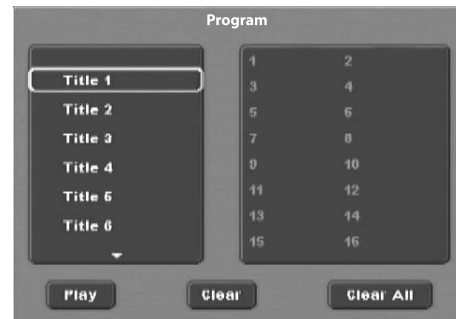 Program
Title 1
Title 2
Title 3
Title 4
Title 5
Title 6
1 2
3 4
5 6
7 8
9 10
11 12
13 14
15 16
Play Clear Clear All